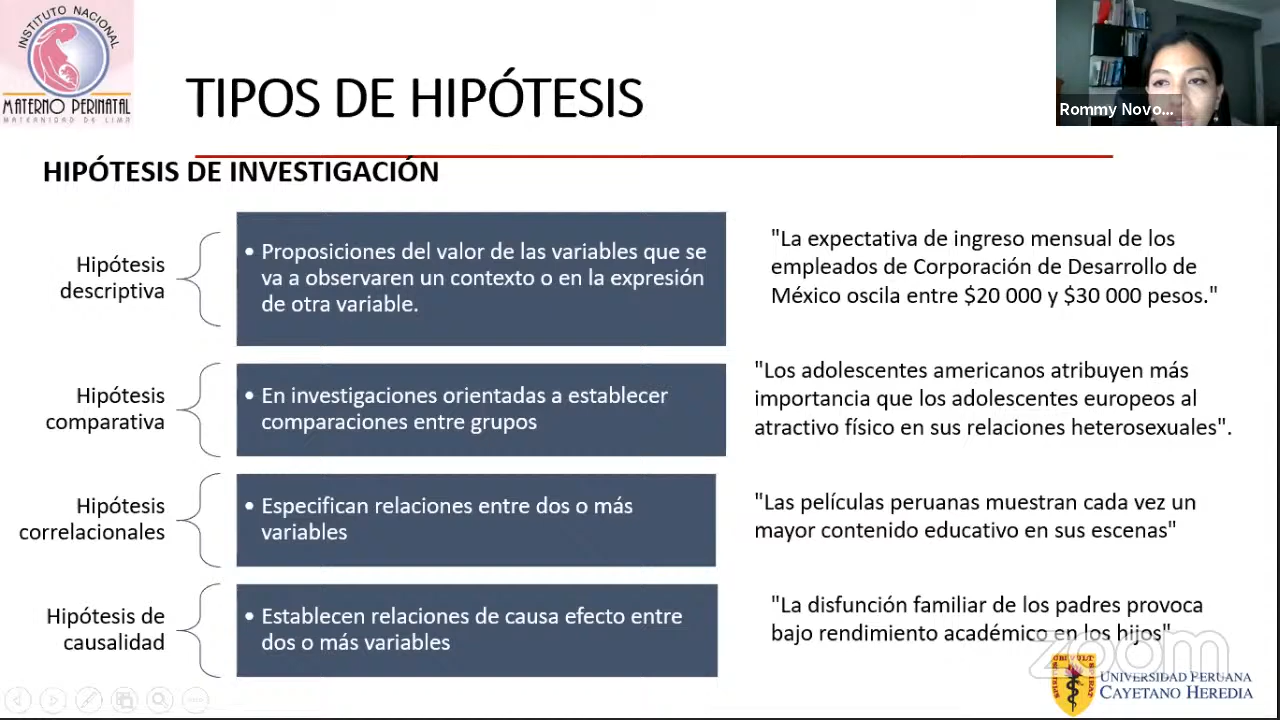 INSTITUTO NACIONAL
MATERNO PERINATAL
MATERNIDAD DE LIMA
TIPOS DE HIPÓTESIS
Rommy Novo...
HIPÓTESIS DE INVESTIGACIÓN
Hipótesis
descriptiva
• Proposiciones del valor de las variables que se
va a observaren un contexto o en la expresión
de otra variable.
"La expectativa de ingreso mensual de los
empleados de Corporación de Desarrollo de
México oscila entre $20 000 y $30 000 pesos."
Hipótesis
comparativa
• En investigaciones orientadas a establecer
comparaciones entre grupos
"Los adolescentes americanos atribuyen más
importancia que los adolescentes europeos al
atractivo físico en sus relaciones heterosexuales".
Hipótesis
correlacionales
• Especifican relaciones entre dos o más
variables
"Las películas peruanas muestran cada vez un
mayor contenido educativo en sus escenas"
Hipótesis de
causalidad
• Establecen relaciones de causa efecto entre
dos o más variables
"La disfunción familiar de los padres provoca
bajo rendimiento académico en los hijos"
zoom
UNIVERSIDAD PERUANA
CAYETANO HEREDIA